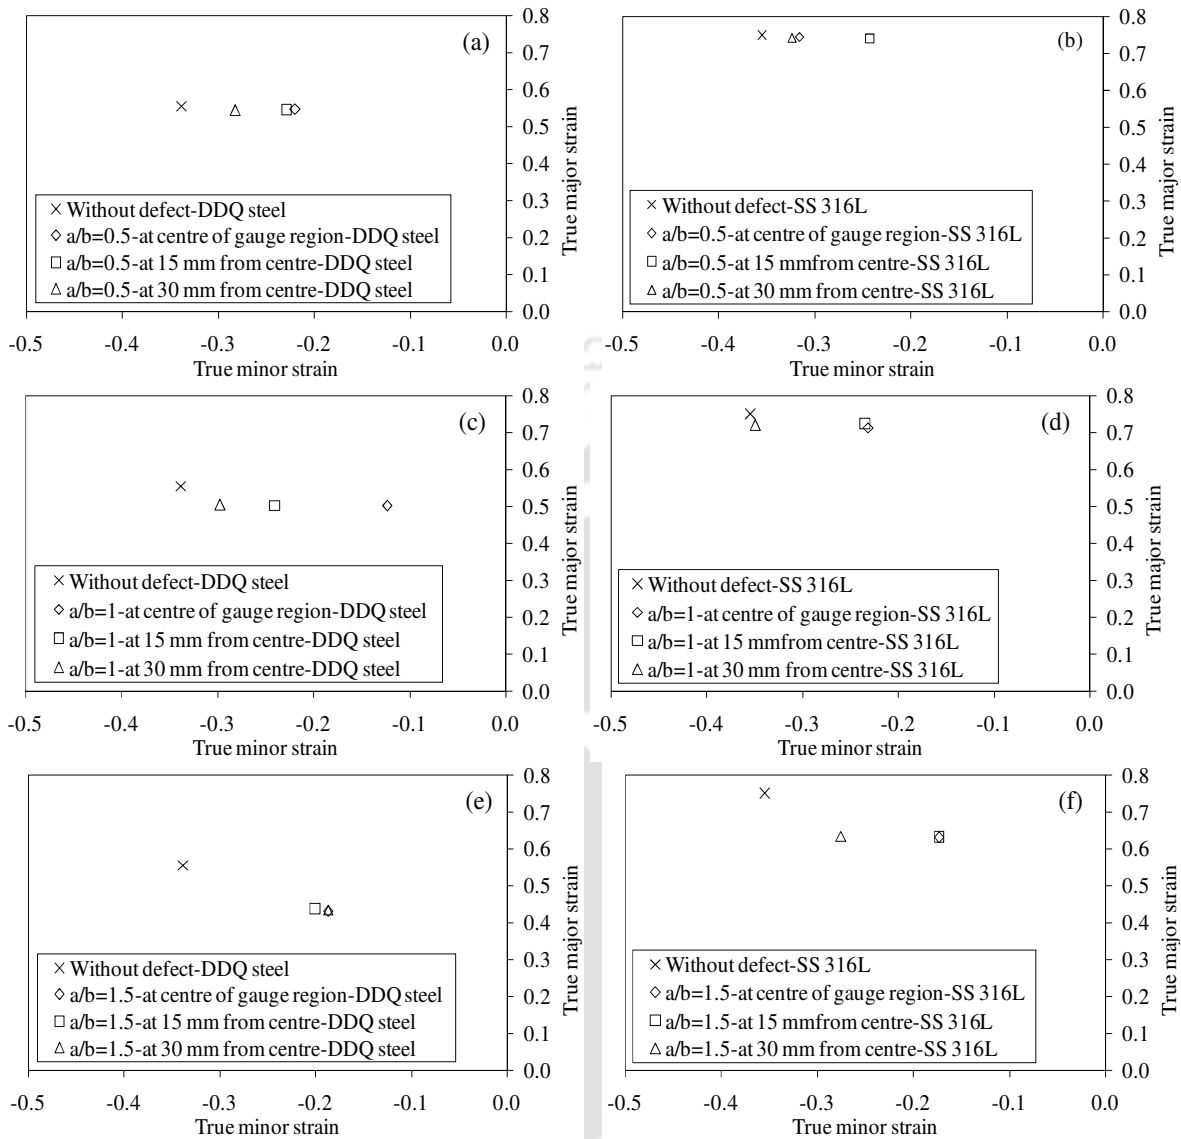 (a)
0.8
0.7
0.6
0.5
0.4
0.3
0.2
0.1
0.0
True major strain
Without defect-DDQ steel
a/b=0.5-at centre of gauge region-DDQ steel
a/b=0.5-at 15 mm from centre-DDQ steel
a/b=0.5-at 30 mm from centre-DDQ steel
-0.5 -0.4 -0.3 -0.2 -0.1 0.0
True minor strain
(b)
0.8
0.7
0.6
0.5
0.4
0.3
0.2
0.1
0.0
True major strain
Without defect-SS 316L
a/b=0.5-at centre of gauge region-SS 316L
a/b=0.5-at 15 mmfrom centre-SS 316L
a/b=0.5-at 30 mm from centre-SS 316L
-0.5 -0.4 -0.3 -0.2 -0.1 0.0
True minor strain
(c)
0.8
0.7
0.6
0.5
0.4
0.3
0.2
0.1
0.0
True major strain
Without defect-DDQ steel
a/b=1-at centre of gauge region-DDQ steel
a/b=1-at 15 mm from centre-DDQ steel
a/b=1-at 30 mm from centre-DDQ steel
-0.5 -0.4 -0.3 -0.2 -0.1 0.0
True minor strain
(d)
0.8
0.7
0.6
0.5
0.4
0.3
0.2
0.1
0.0
True major strain
Without defect-SS 316L
a/b=1-at centre of gauge region-SS 316L
a/b=1-at 15 mmfrom centre-SS 316L
a/b=1-at 30 mm from centre-SS 316L
-0.5 -0.4 -0.3 -0.2 -0.1 0.0
True minor strain
(e)
0.8
0.7
0.6
0.5
0.4
0.3
0.2
0.1
0.0
True major strain
Without defect-DDQ steel
a/b=1.5-at centre of gauge region-DDQ steel
a/b=1.5-at 15 mm from centre-DDQ steel
a/b=1.5-at 30 mm from centre-DDQ steel
-0.5 -0.4 -0.3 -0.2 -0.1 0.0
True minor strain
(f)
0.8
0.7
0.6
0.5
0.4
0.3
0.2
0.1
0.0
True major strain
Without defect-SS 316L
a/b=1.5-at centre of gauge region-SS 316L
a/b=1.5-at 15 mmfrom centre-SS 316L
a/b=1.5-at 30 mm from centre-SS 316L
-0.5 -0.4 -0.3 -0.2 -0.1 0.0
True minor strain